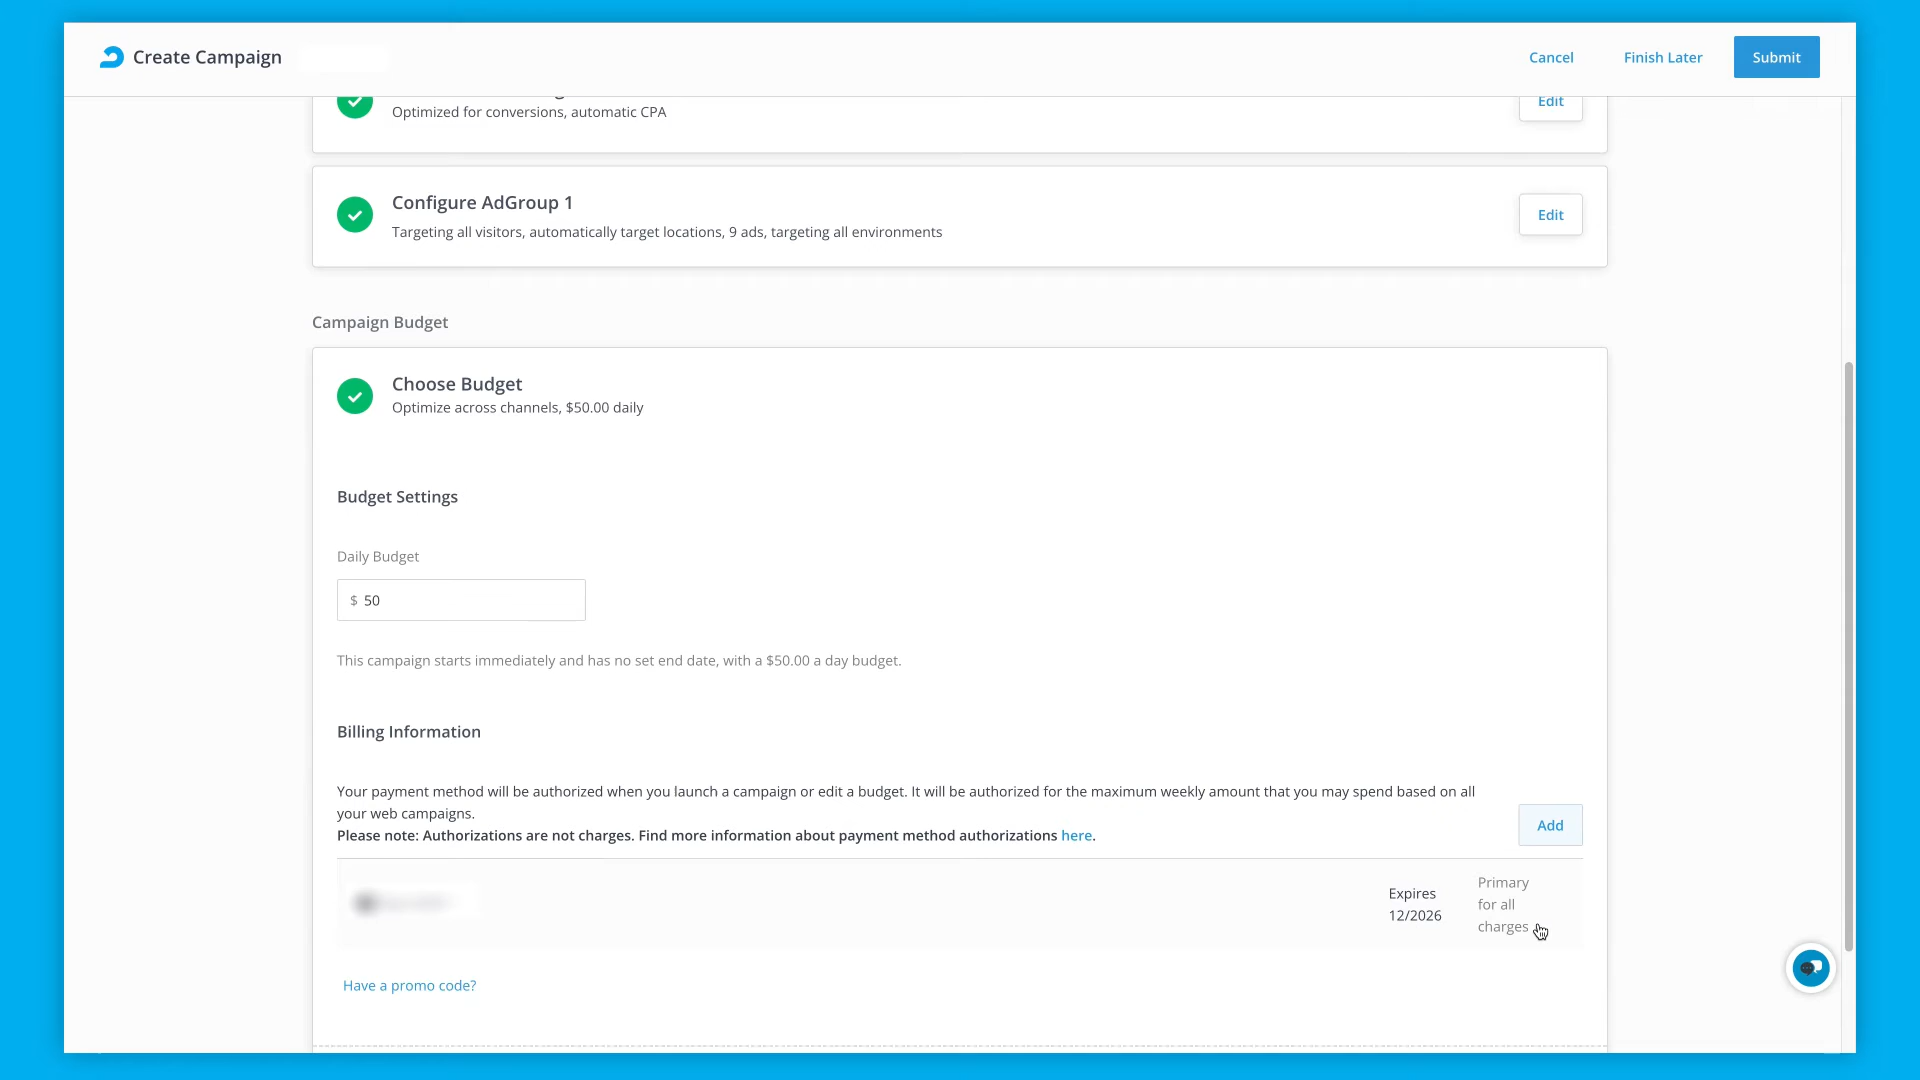 Create Campaign
Cancel
Finish Later
Submit
Optimized for conversions, automatic CPA
Edit
Configure AdGroup 1
Targeting all visitors, automatically target locations, 9 ads, targeting all environments
Edit
Campaign Budget
Choose Budget
Optimize across channels, $50.00 daily
Budget Settings
Daily Budget
$ 50
This campaign starts immediately and has no set end date, with a $50.00 a day budget.
Billing Information
Your payment method will be authorized when you launch a campaign or edit a budget. It will be authorized for the maximum weekly amount that you may spend based on all
your web campaigns.
Please note: Authorizations are not charges. Find more information about payment method authorizations here.
Add
Expires
12/2026
Primary
for all
charges
Have a promo code?